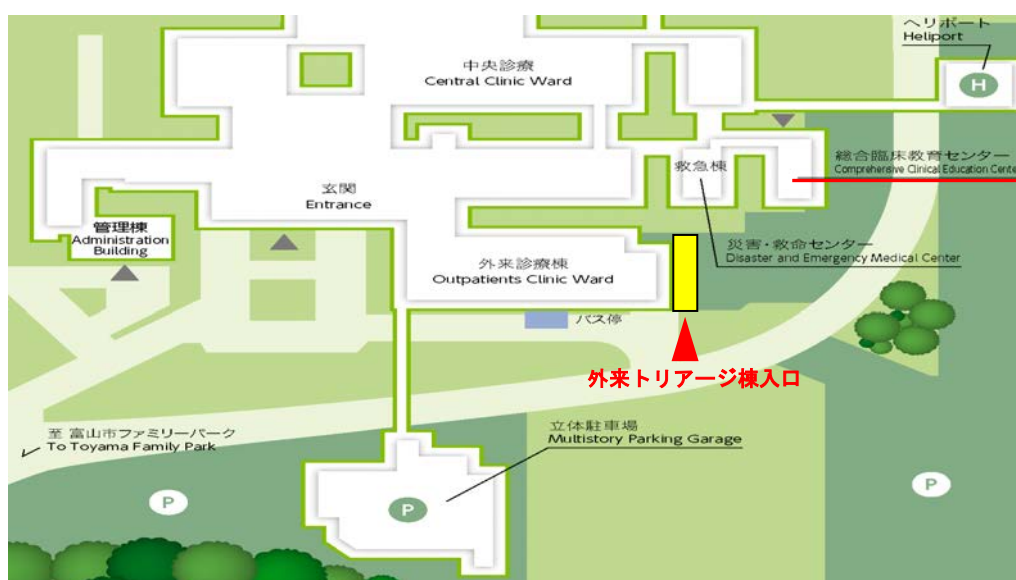 ヘリポート
Heliport
H
中央診療
Central Clinic Ward
総合臨床教育センター
Comprehensive Clinical Education Cente
救急棟
玄関
Entrance
管理棟
Administration
Building
災害・救命センター
Disaster and Emergency Medical Center
外来診療棟
Outpatients Clinic Ward
バス停
外来トリアージ棟入口
立体駐車場
Multistory Parking Garage
至 富山市ファミリーパーク
To Toyama Family Park
P
P
P